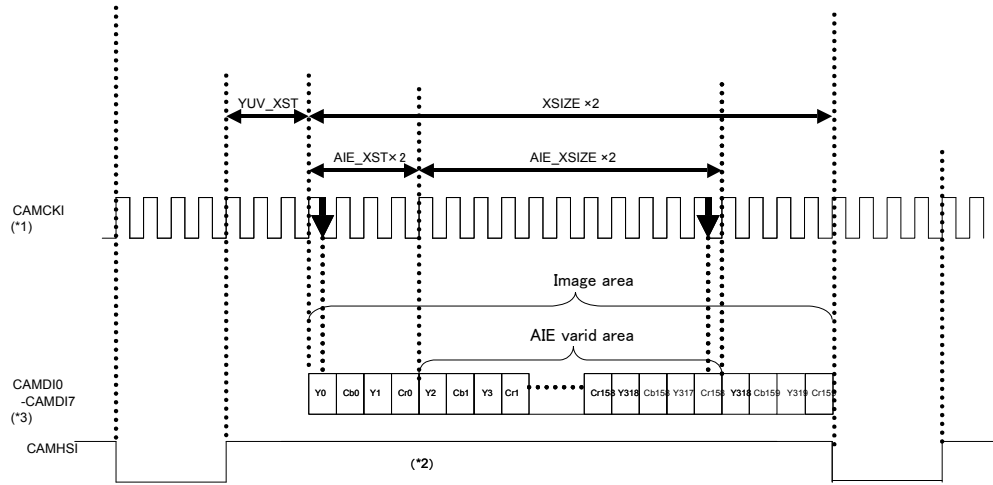 YUV_XST
XSIZE ×2
AIE_XST×2
AIE_XSIZE ×2
CAMCKI
(*1)
Image area
AIE varid area
CAMDI0
-CAMDI7
(*3)
Y0 Cb0 Y1 Cr0 Y2 Cb1 Y3 Cr1 Cr158 Y318 Cb158 Y317 Cr158 Y318 Cb159 Y319 Cr159
CAMHSI
(*2)